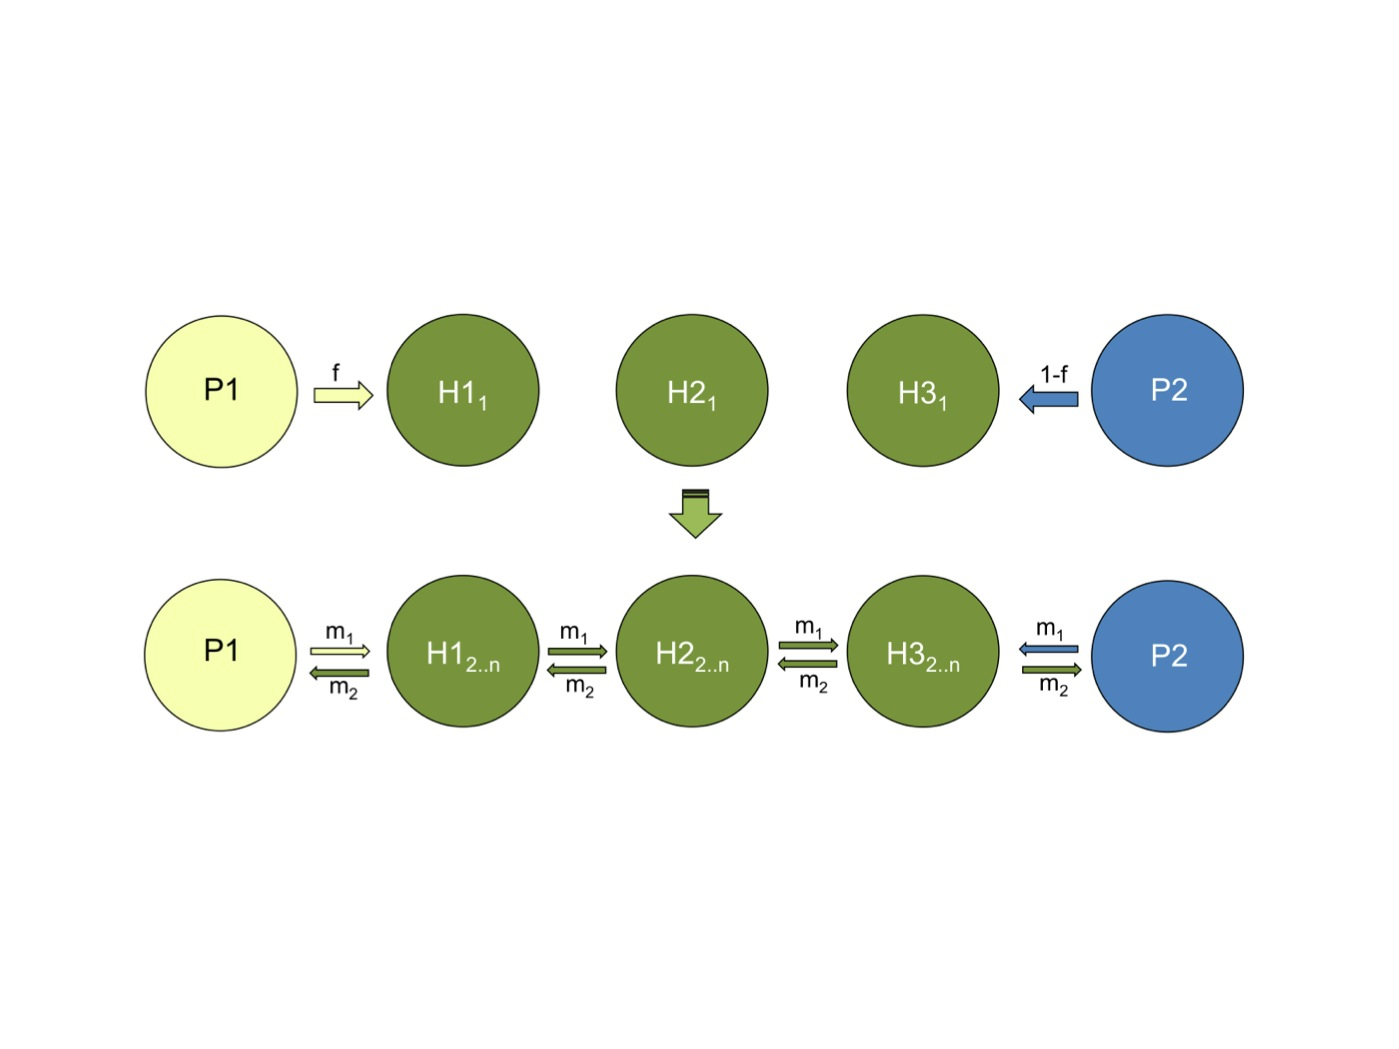 f
1-f
P1
H1₁
H2₁
H3₁
P2
m₁
m₁
m₁
m₁
P1
H1₂..ₙ
H2₂..ₙ
H3₂..ₙ
P2
m₂
m₂
m₂
m₂